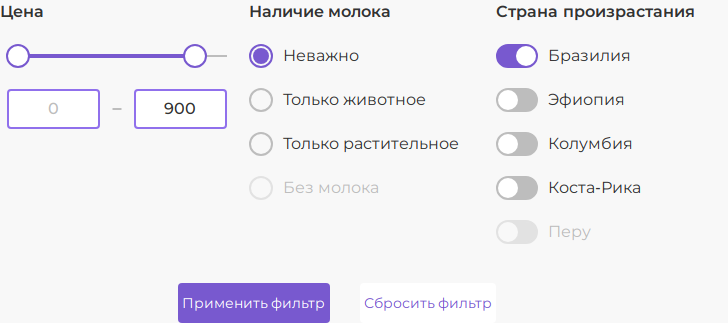 Цена
0 – 900
Наличие молока
Неважно
Только животное
Только растительное
Без молока
Страна произрастания
Бразилия
Эфиопия
Колумбия
Коста-Рика
Перу
Применить фильтр
Сбросить фильтр